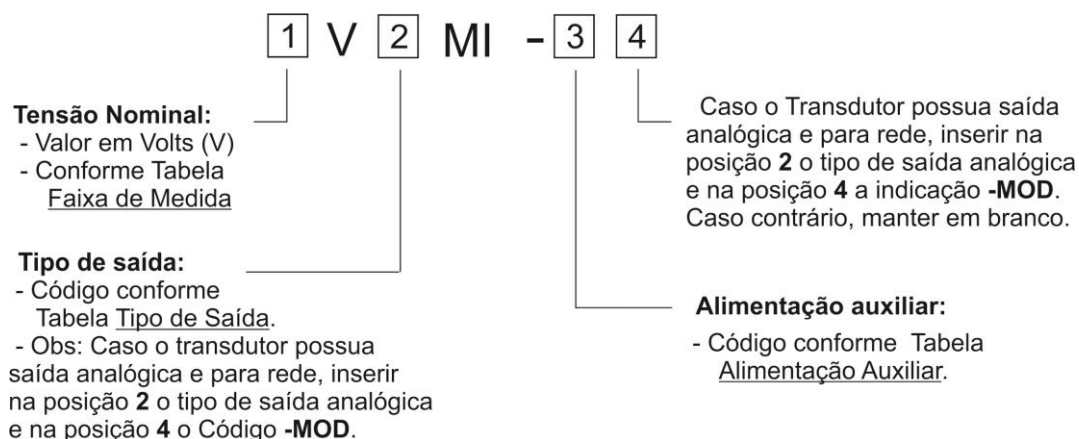 1 V 2 MI - 3 4
Tensão Nominal:
- Valor em Volts (V)
- Conforme Tabela
Faixa de Medida
Tipo de saída:
- Código conforme
Tabela Tipo de Saída.
- Obs: Caso o transdutor possua
saída analógica e para rede, inserir
na posição 2 o tipo de saída analógica
e na posição 4 o Código -MOD.
Caso o Transdutor possua saída
analógica e para rede, inserir na
posição 2 o tipo de saída analógica
e na posição 4 a indicação -MOD.
Caso contrário, manter em branco.
Alimentação auxiliar:
- Código conforme Tabela
Alimentação Auxiliar.